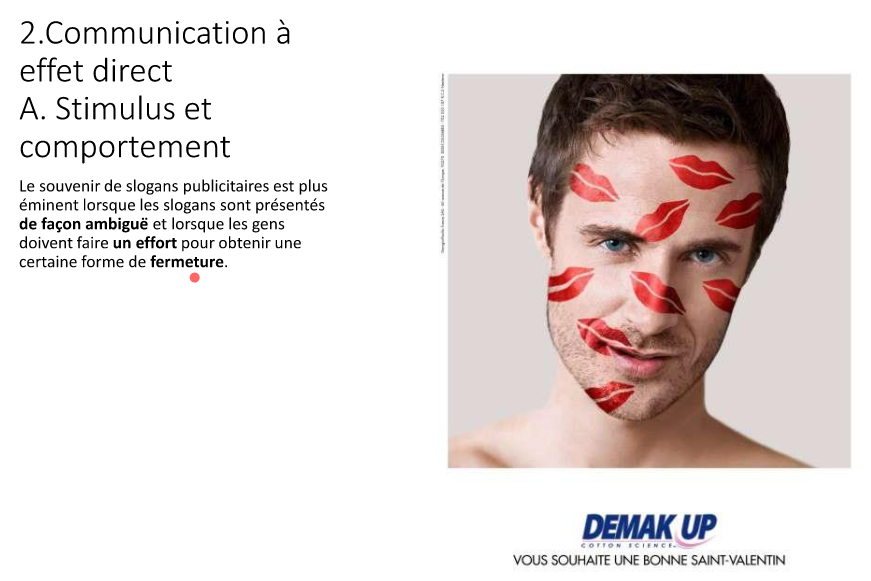 2.Communication à
effet direct
A. Stimulus et
comportement
Le souvenir de slogans publicitaires est plus
éminent lorsque les slogans sont présentés
de façon ambiguë et lorsque les gens
doivent faire un effort pour obtenir une
certaine forme de fermeture.
DEMAK UP
COTTON SCIENCE
VOUS SOUHAITE UNE BONNE SAINT-VALENTIN